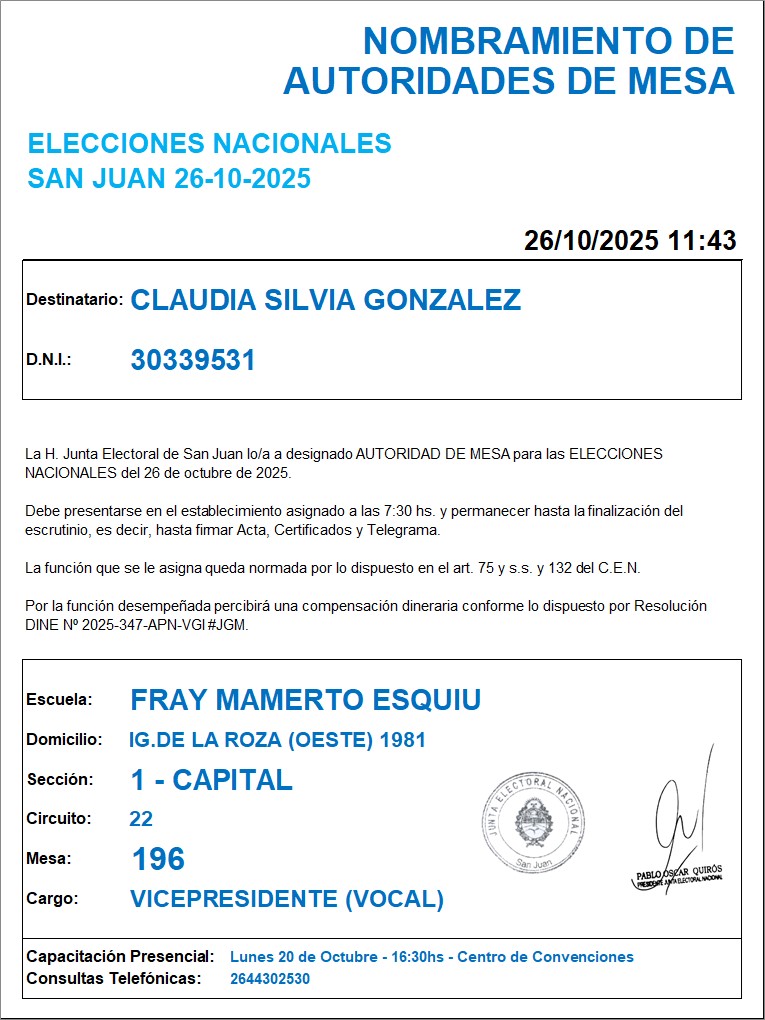 NOMBRAMIENTO DE
AUTORIDADES DE MESA
ELECCIONES NACIONALES
SAN JUAN 26-10-2025
26/10/2025 11:43
Destinatario: CLAUDIA SILVIA GONZALEZ
D.N.I.: 30339531
La H. Junta Electoral de San Juan lo/a a designado AUTORIDAD DE MESA para las ELECCIONES
NACIONALES del 26 de octubre de 2025.
Debe presentarse en el establecimiento asignado a las 7:30 hs. y permanecer hasta la finalización del
escrutinio, es decir, hasta firmar Acta, Certificados y Telegrama.
La función que se le asigna queda normada por lo dispuesto en el art. 75 y s.s. y 132 del C.E.N.
Por la función desempeñada percibirá una compensación dineraria conforme lo dispuesto por Resolución
DINE Nº 2025-347-APN-VGI#JGM.
Escuela: FRAY MAMERTO ESQUIU
Domicilio: IG.DE LA ROZA (OESTE) 1981
Sección: 1 - CAPITAL
Circuito: 22
Mesa: 196
Cargo: VICEPRESIDENTE (VOCAL)
JUNTA ELECTORAL NACIONAL
San Juan
PABLO OSCAR QUIRÓS
PRESIDENTE JUNTA ELECTORAL NACIONAL
Capacitación Presencial: Lunes 20 de Octubre - 16:30hs - Centro de Convenciones
Consultas Telefónicas: 2644302530